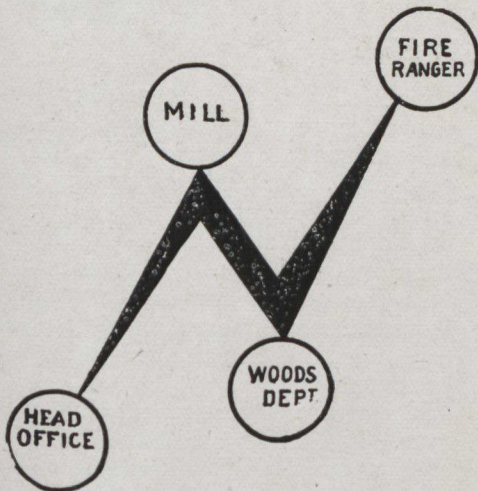 FIRE
RANGER
MILL
WOODS
DEPT.
HEAD
OFFICE